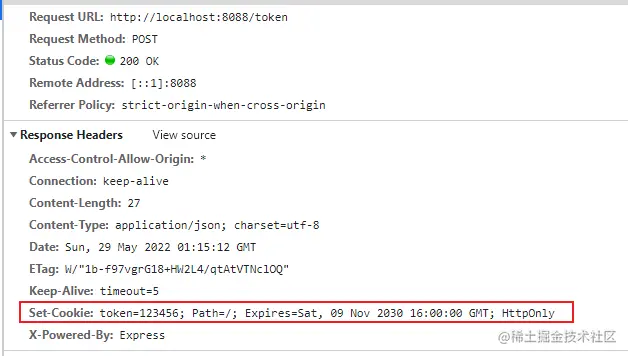 Request URL: http://localhost:8088/token
Request Method: POST
Status Code: 200 OK
Remote Address: [::1]:8088
Referrer Policy: strict-origin-when-cross-origin
Response Headers View source
Access-Control-Allow-Origin: *
Connection: keep-alive
Content-Length: 27
Content-Type: application/json; charset=utf-8
Date: Sun, 29 May 2022 01:15:12 GMT
ETag: W/"1b-f97vgrG18+HW2L4/qtAtVTNclOQ"
Keep-Alive: timeout=5
Set-Cookie: token=123456; Path=/; Expires=Sat, 09 Nov 2030 16:00:00 GMT; HttpOnly
X-Powered-By: Express
@稀土掘金技术社区